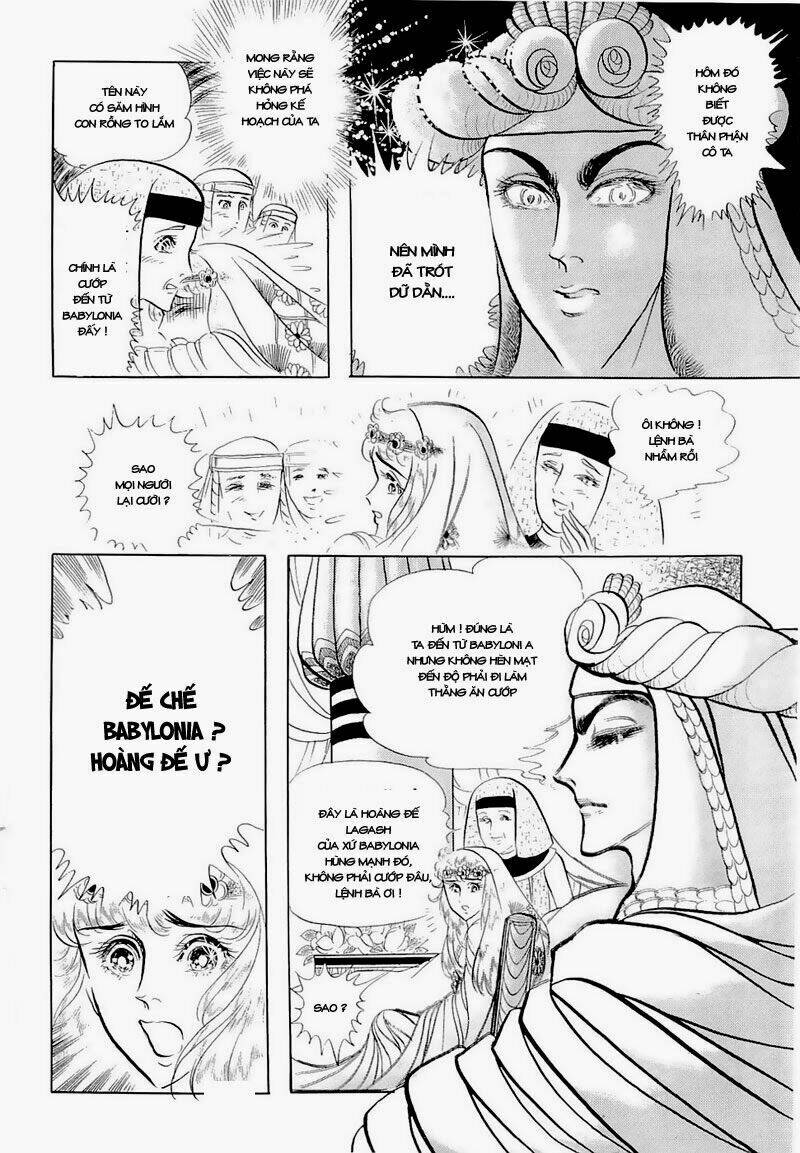 HÔM ĐÓ
KHÔNG
BIẾT
ĐƯỢC
THÂN PHẬN
CÔ TA
NÊN MÌNH
ĐÃ TRÓT
DỮ DẰN....
MONG RẰNG
VIỆC NÀY SẼ
KHÔNG PHÁ
HỎNG KẾ
HOẠCH CỦA TA
TÊN NÀY
CÓ SĂM HÌNH
CON RỒNG TO LẮM
CHÍNH LÀ
CƯỚP
ĐẾN TỪ
BABYLONIA
ĐẤY !
ÔI KHÔNG !
LỆNH BÀ
NHẦM RỒI
SAO
MỌI NGƯỜI
LẠI CƯỜI ?
HỪM ! ĐÚNG LÀ
TA ĐẾN TỪ BABYLONI A
NHƯNG KHÔNG HÈN MẠT
ĐẾN ĐỘ PHẢI ĐI LÀM
THẰNG ĂN CƯỚP
ĐÂY LÀ HOÀNG ĐẾ
LAGASH
CỦA XỨ BABYLONIA
HÙNG MẠNH ĐÓ,
KHÔNG PHẢI CƯỚP ĐÂU,
LỆNH BÀ ƠI !
SAO ?
ĐẾ CHẾ
BABYLONIA ?
HOÀNG ĐẾ Ư ?